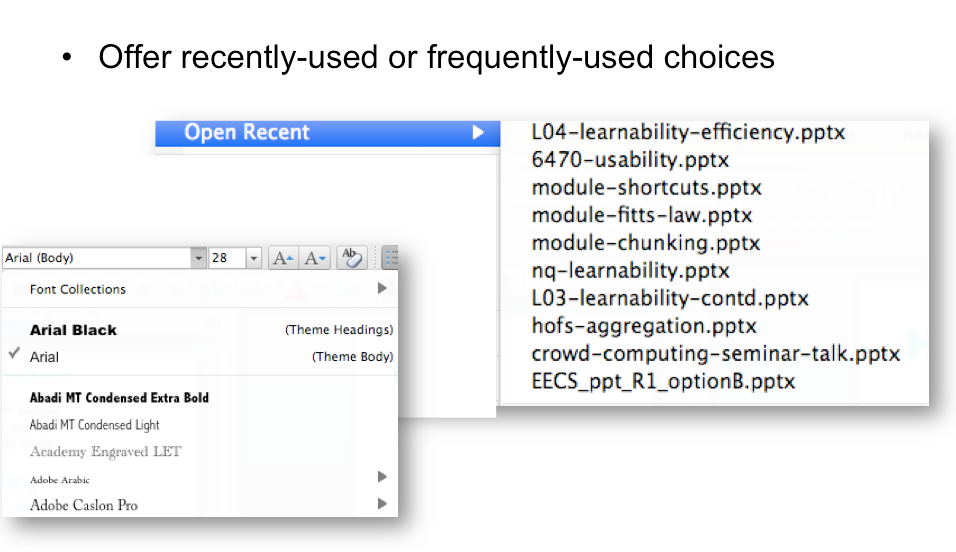 • Offer recently-used or frequently-used choices
Open Recent
L04-learnability-efficiency.pptx
6470-usability.pptx
module-shortcuts.pptx
module-fitts-law.pptx
module-chunking.pptx
nq-learnability.pptx
L03-learnability-contd.pptx
hofs-aggregation.pptx
crowd-computing-seminar-talk.pptx
EECS_ppt_R1_optionB.pptx
Arial (Body) 28 A A Ab
Font Collections
Arial Black (Theme Headings)
Arial (Theme Body)
Abadi MT Condensed Extra Bold
Abadi MT Condensed Light
Academy Engraved LET
Adobe Arabic
Adobe Caslon Pro